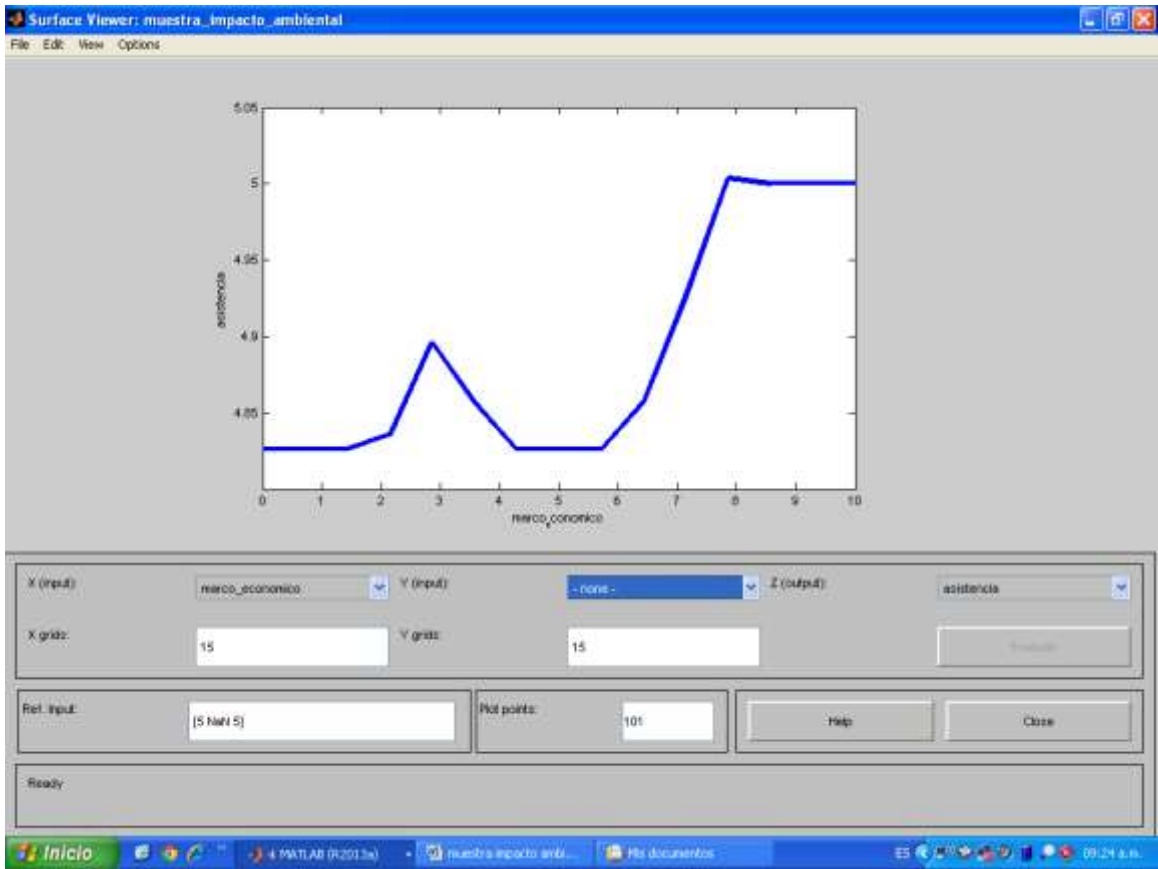 Surface Viewer: muestra_impacto_ambiental
File Edit View Options
5.05
5
4.95
4.9
4.85
asistencia
0 1 2 3 4 5 6 7 8 9 10
marco_economico
X (input): marco_economico Y (input): - none - Z (output): asistencia
X grids: 15 Y grids: 15 Evaluate
Ref. Input: [5 NaN 5] Plot points: 101 Help Close
Ready
Inicio 4 MATLAB (R2013a) muestra impacto ambi... Mis documentos ES 09:24 a.m.